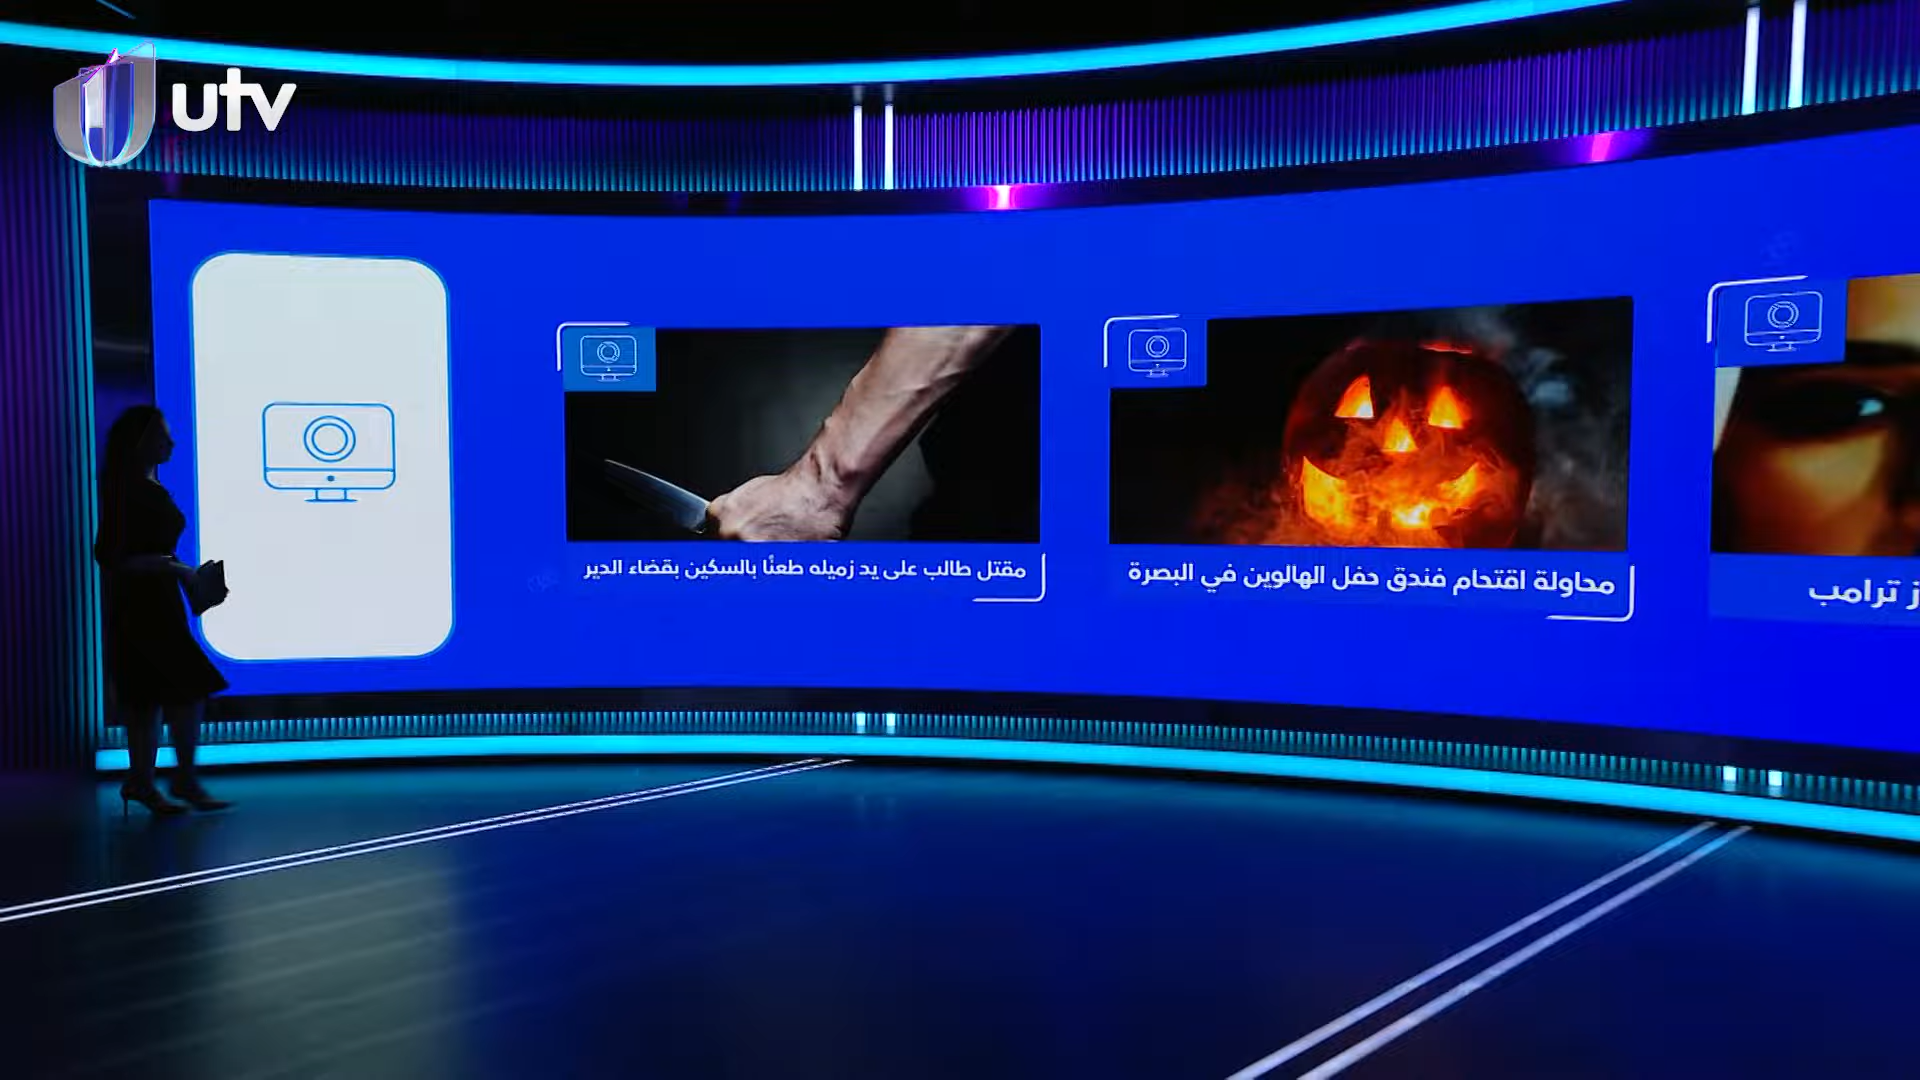 utv
مقتل طالب على يد زميله طعنًا بالسكين بقضاء الدير
محاولة اقتحام فندق حفل الهالوين في البصرة
ز ترامب